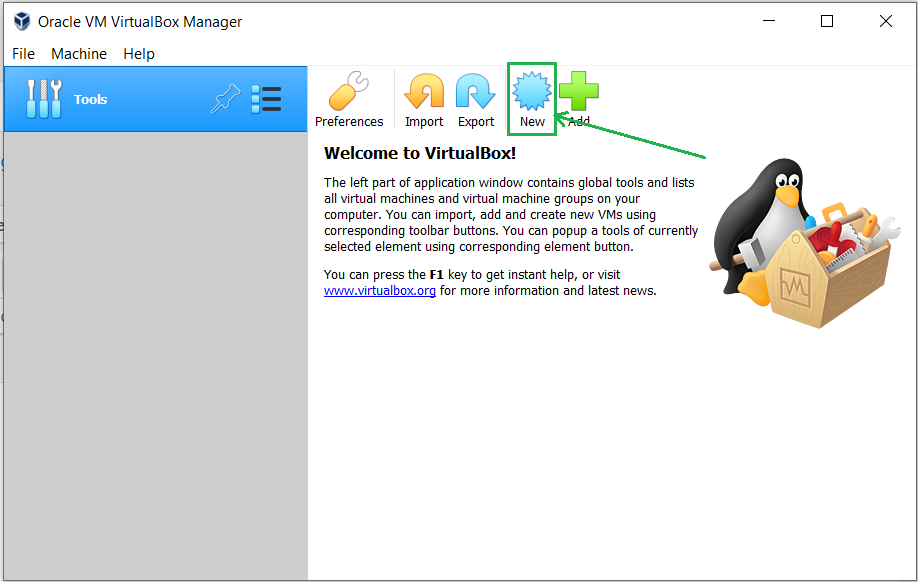 Oracle VM VirtualBox Manager
File Machine Help
Tools
Preferences Import Export New Add
Welcome to VirtualBox!
The left part of application window contains global tools and lists
all virtual machines and virtual machine groups on your
computer. You can import, add and create new VMs using
corresponding toolbar buttons. You can popup a tools of currently
selected element using corresponding element button.
You can press the F1 key to get instant help, or visit
www.virtualbox.org for more information and latest news.